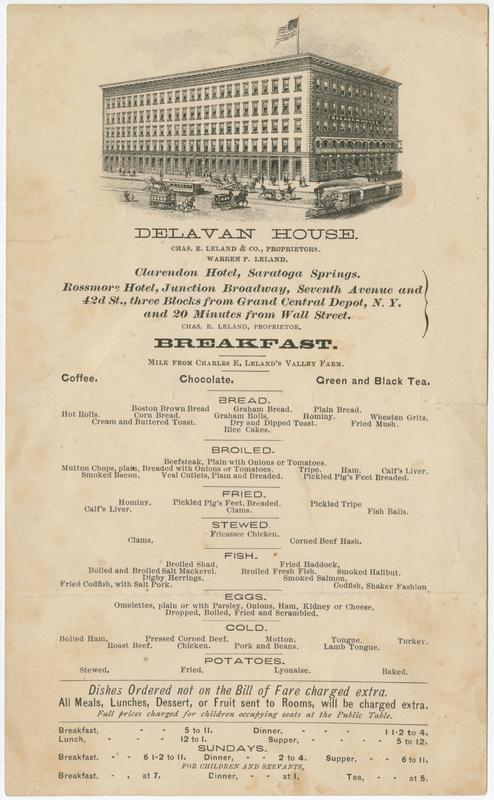 DELAVAN HOUSE
DELAVAN HOUSE.
CHAS. E. LELAND & CO., PROPRIETORS.
WARREN F. LELAND.
Clarendon Hotel, Saratoga Springs.
Rossmore Hotel, Junction Broadway, Seventh Avenue and
42d St., three Blocks from Grand Central Depot, N. Y.
and 20 Minutes from Wall Street.
CHAS. E. LELAND, PROPRIETOR.
BREAKFAST.
MILK FROM CHARLES E. LELAND'S VALLEY FARM.
Coffee. Chocolate. Green and Black Tea.
BREAD.
Boston Brown Bread Graham Bread. Plain Bread.
Hot Rolls. Corn Bread. Graham Rolls. Hominy. Wheaten Grits.
Cream and Buttered Toast. Dry and Dipped Toast. Fried Mush.
Rice Cakes.
BROILED.
Beefsteak, Plain with Onions or Tomatoes.
Mutton Chops, plain, Breaded with Onions or Tomatoes. Tripe. Ham. Calf's Liver.
Smoked Bacon. Veal Cutlets, Plain and Breaded. Pickled Pig's Feet Breaded.
FRIED.
Hominy. Pickled Pig's Feet, Breaded. Pickled Tripe
Calf's Liver. Clams. Fish Balls.
STEWED.
Fricassee Chicken.
Clams. Corned Beef Hash.
FISH.
Broiled Shad. Fried Haddock,
Boiled and Broiled Salt Mackerel. Broiled Fresh Fish. Smoked Halibut.
Digby Herrings. Smoked Salmon.
Fried Codfish, with Salt Pork. Codfish, Shaker Fashion
EGGS.
Omelettes, plain or with Parsley, Onions, Ham, Kidney or Cheese,
Dropped, Boiled, Fried and Scrambled.
COLD.
Boiled Ham, Pressed Corned Beef. Mutton. Tongue. Turkey.
Roast Beef. Chicken. Pork and Beans. Lamb Tongue.
POTATOES.
Stewed. Fried. Lyonaise. Baked.
Dishes Ordered not on the Bill of Fare charged extra.
All Meals, Lunches, Dessert, or Fruit sent to Rooms, will be charged extra.
Full prices charged for children occupying seats at the Public Table.
Breakfast, - - 5 to 11. Dinner, - - - 1 1-2 to 4.
Lunch, - - - 12 to 1. Supper, - - - 5 to 12.
SUNDAYS.
Breakfast, - - 6 1-2 to 11. Dinner, - - 2 to 4. Supper, - - 6 to 11.
FOR CHILDREN AND SERVANTS,
Breakfast, - - at 7. Dinner, - - at 1. Tea, - - at 5.